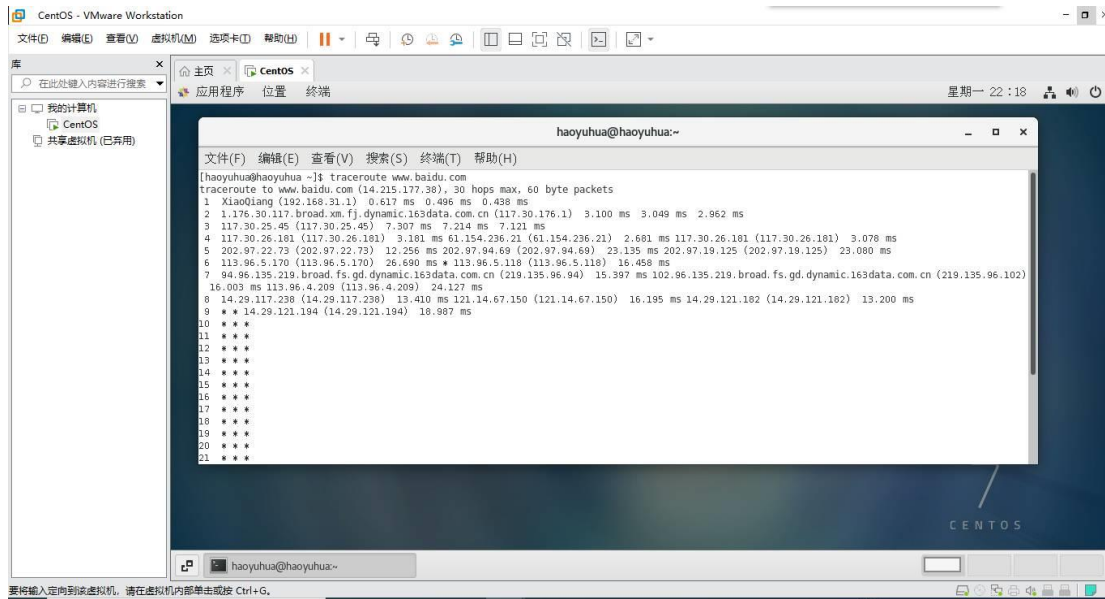 CentOS - VMware Workstation
文件(F) 编辑(E) 查看(V) 虚拟机(M) 选项卡(T) 帮助(H)
库
在此处键入内容进行搜索
我的计算机
CentOS
共享虚拟机 (已弃用)
主页 CentOS
应用程序 位置 终端 星期一 22：18
haoyuhua@haoyuhua:~
文件(F) 编辑(E) 查看(V) 搜索(S) 终端(T) 帮助(H)
[haoyuhua@haoyuhua ~]$ traceroute www.baidu.com
traceroute to www.baidu.com (14.215.177.38), 30 hops max, 60 byte packets
1 XiaoQiang (192.168.31.1) 0.617 ms 0.496 ms 0.438 ms
2 1.176.30.117.broad.xm.fj.dynamic.163data.com.cn (117.30.176.1) 3.100 ms 3.049 ms 2.962 ms
3 117.30.25.45 (117.30.25.45) 7.307 ms 7.214 ms 7.121 ms
4 117.30.26.181 (117.30.26.181) 3.181 ms 61.154.236.21 (61.154.236.21) 2.681 ms 117.30.26.181 (117.30.26.181) 3.078 ms
5 202.97.22.73 (202.97.22.73) 12.256 ms 202.97.94.69 (202.97.94.69) 23.135 ms 202.97.19.125 (202.97.19.125) 23.080 ms
6 113.96.5.170 (113.96.5.170) 26.690 ms * 113.96.5.118 (113.96.5.118) 16.458 ms
7 94.96.135.219.broad.fs.gd.dynamic.163data.com.cn (219.135.96.94) 15.397 ms 102.96.135.219.broad.fs.gd.dynamic.163data.com.cn (219.135.96.102)
16.003 ms 113.96.4.209 (113.96.4.209) 24.127 ms
8 14.29.117.238 (14.29.117.238) 13.410 ms 121.14.67.150 (121.14.67.150) 16.195 ms 14.29.121.182 (14.29.121.182) 13.200 ms
9 * * 14.29.121.194 (14.29.121.194) 18.987 ms
10 * * *
11 * * *
12 * * *
13 * * *
14 * * *
15 * * *
16 * * *
17 * * *
18 * * *
19 * * *
20 * * *
21 * * *
7
CENTOS
haoyuhua@haoyuhua:~
要将输入定向到该虚拟机，请在虚拟机内部单击或按 Ctrl+G。